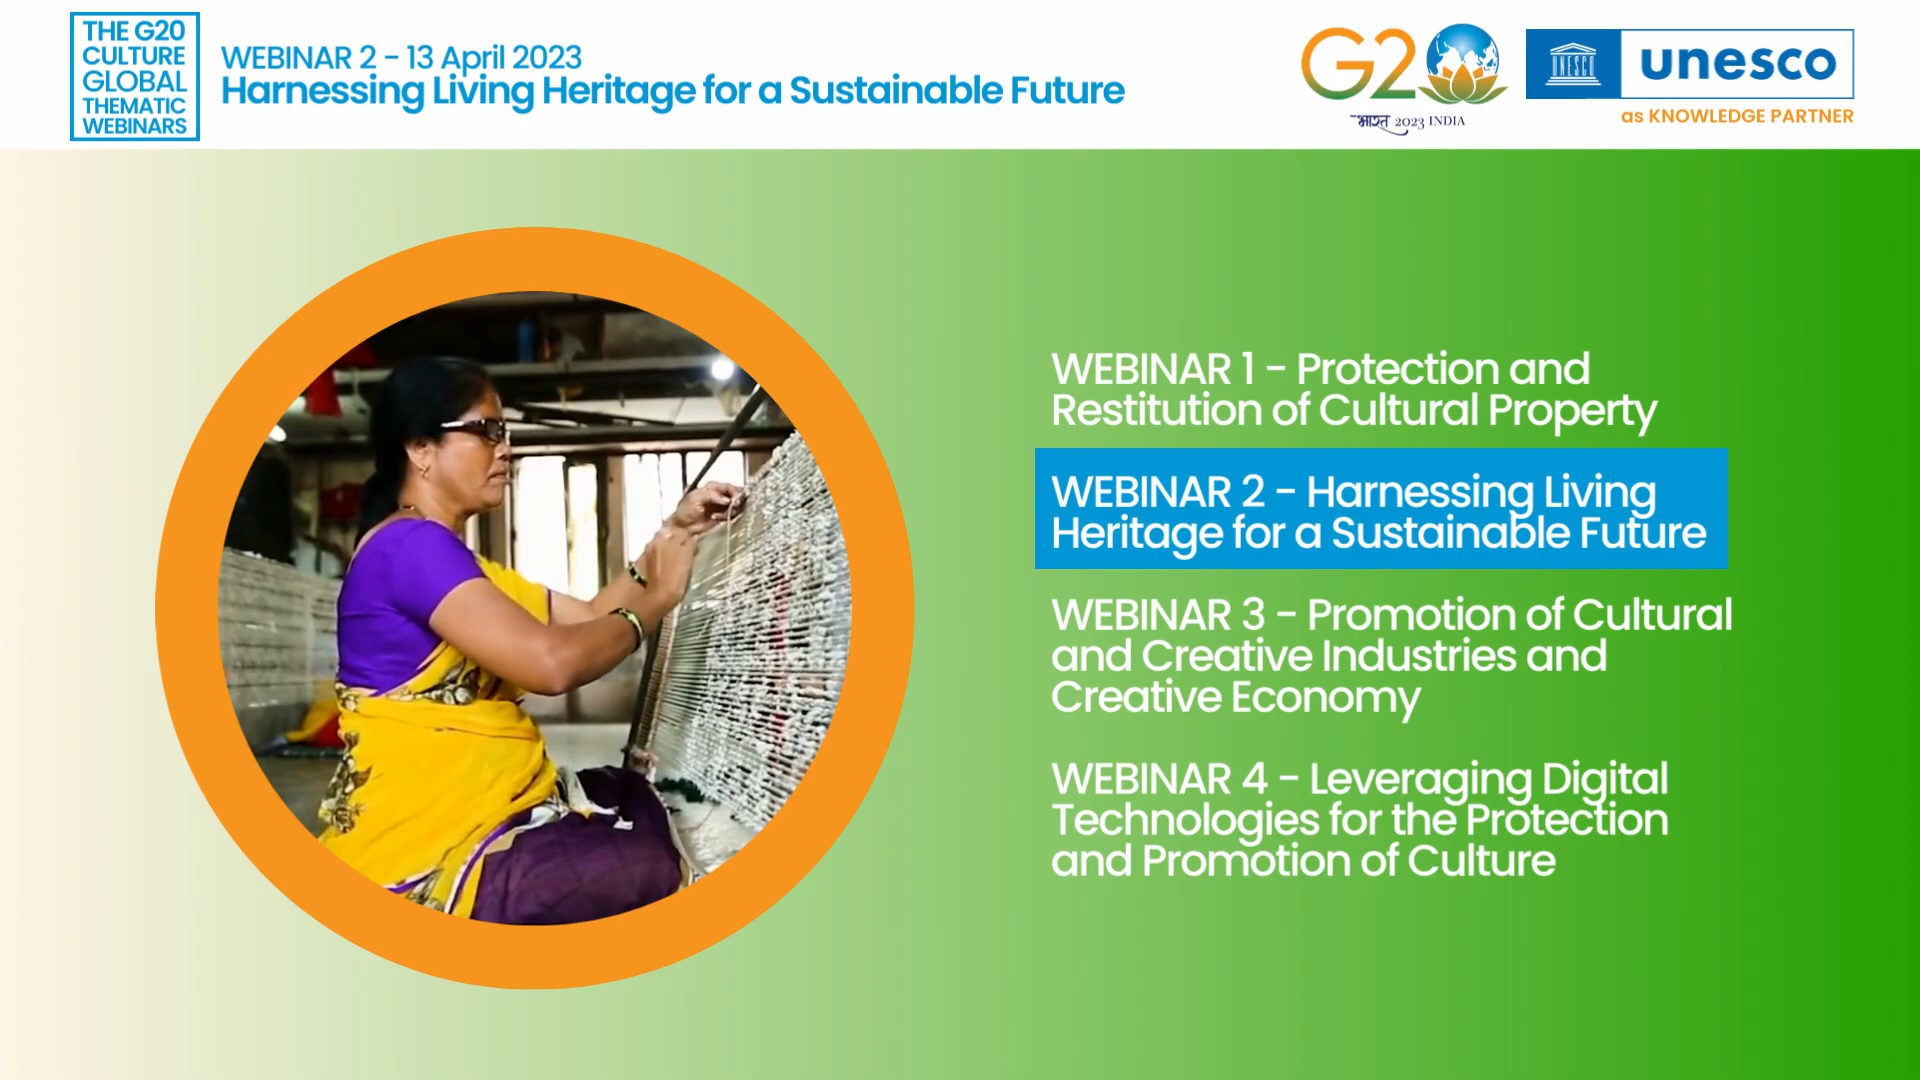 THE G20
CULTURE
GLOBAL
THEMATIC
WEBINARS
WEBINAR 2 - 13 April 2023
Harnessing Living Heritage for a Sustainable Future
G20
भारत 2023 INDIA
UNESCO
unesco
as KNOWLEDGE PARTNER
WEBINAR 1 - Protection and
Restitution of Cultural Property
WEBINAR 2 - Harnessing Living
Heritage for a Sustainable Future
WEBINAR 3 - Promotion of Cultural
and Creative Industries and
Creative Economy
WEBINAR 4 - Leveraging Digital
Technologies for the Protection
and Promotion of Culture